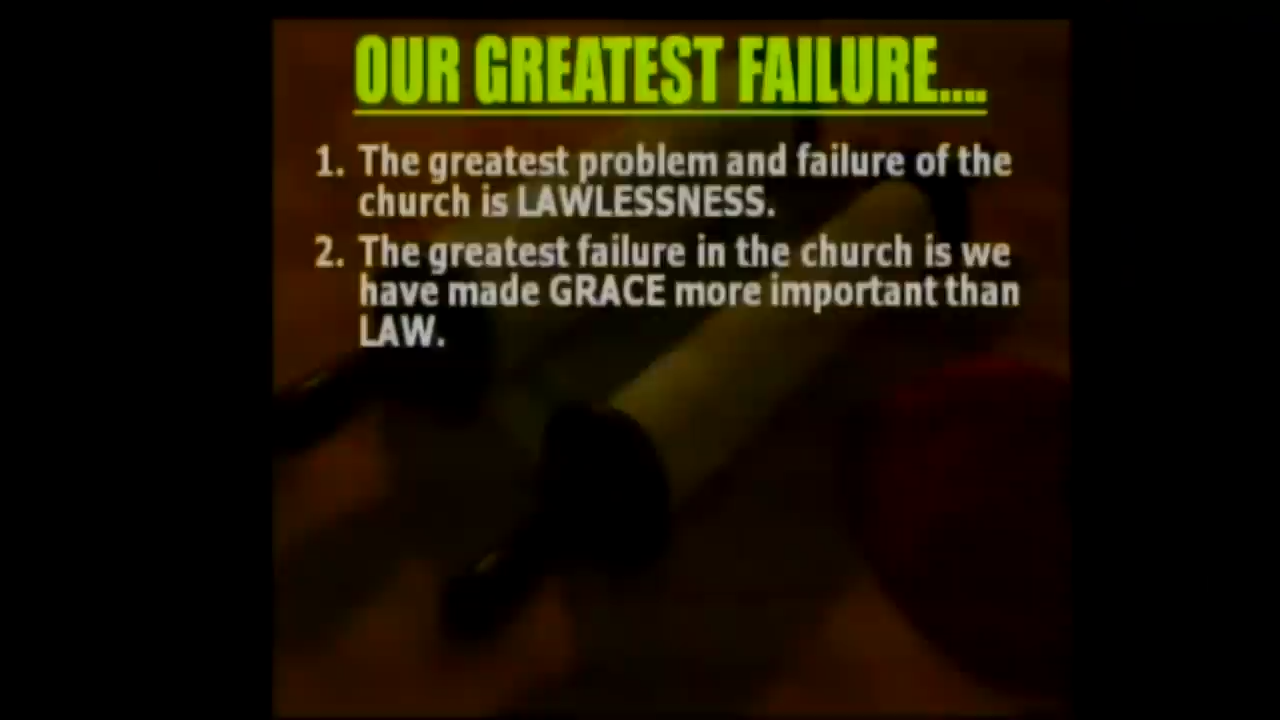 OUR GREATEST FAILURE....
1. The greatest problem and failure of the
church is LAWLESSNESS.
2. The greatest failure in the church is we
have made GRACE more important than
LAW.